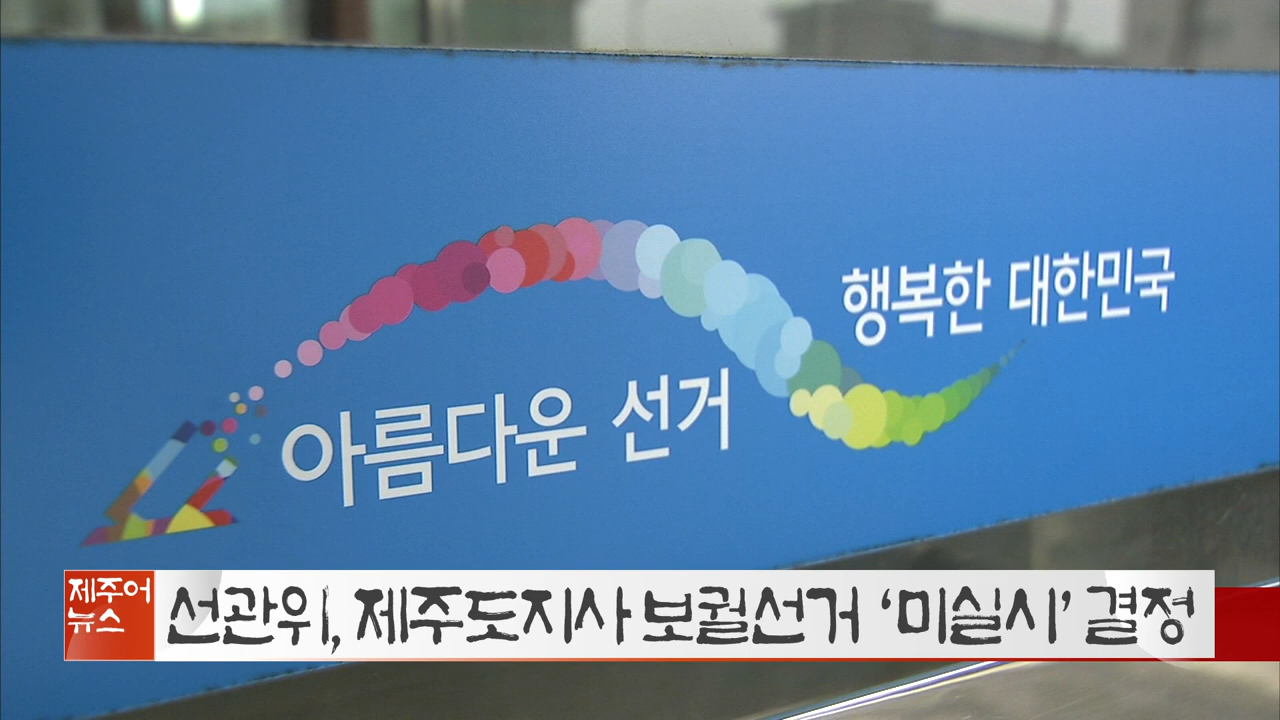 행복한 대한민국
아름다운 선거
제주어
뉴스
선관위, 제주도지사 보궐선거 ‘미실시’ 결정